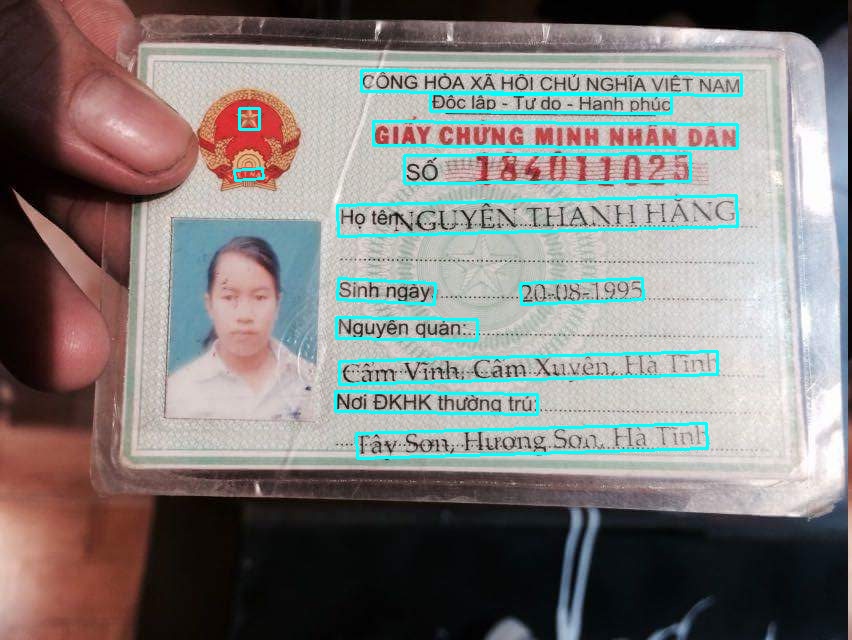 CỘNG HÒA XÃ HỘI CHỦ NGHĨA VIỆT NAM
Độc lập - Tự do - Hạnh phúc
GIẤY CHỨNG MINH NHÂN DÂN
SỐ 184011025
Họ tên NGUYỄN THANH HẰNG
Sinh ngày 20-08-1995
Nguyên quán:
Cẩm Vĩnh, Cẩm Xuyên, Hà Tĩnh
Nơi ĐKHK thường trú:
Tây Sơn, Hương Sơn, Hà Tĩnh